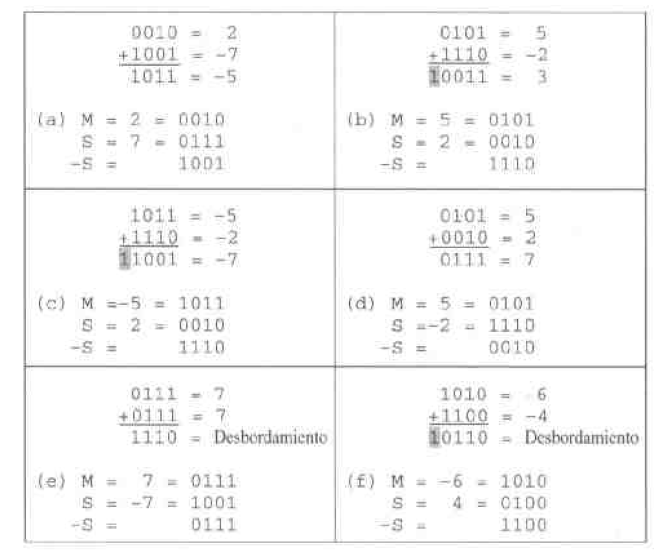 0010 = 2
+1001 = -7
1011 = -5
(a) M = 2 = 0010
S = 7 = 0111
-S = 1001
0101 = 5
+1110 = -2
10011 = 3
(b) M = 5 = 0101
S = 2 = 0010
-S = 1110
1011 = -5
+1110 = -2
11001 = -7
(c) M =-5 = 1011
S = 2 = 0010
-S = 1110
0101 = 5
+0010 = 2
0111 = 7
(d) M = 5 = 0101
S =-2 = 1110
-S = 0010
0111 = 7
+0111 = 7
1110 = Desbordamiento
(e) M = 7 = 0111
S = -7 = 1001
-S = 0111
1010 = -6
+1100 = -4
10110 = Desbordamiento
(f) M = -6 = 1010
S = 4 = 0100
-S = 1100